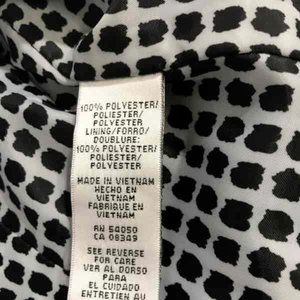 100% POLYESTER/
POLIESTER/
POLYESTER
LINING/FORRO/
DOUBLURE:
100% POLYESTER/
POLIESTER/
POLYESTER
MADE IN VIETNAM
HECHO EN
VIETNAM
FABRIQUE EN
VIETNAM
RN 54050
CA 08349
SEE REVERSE
FOR CARE
VER AL DORSO
PARA
EL CUIDADO
ENTRETIEN AU